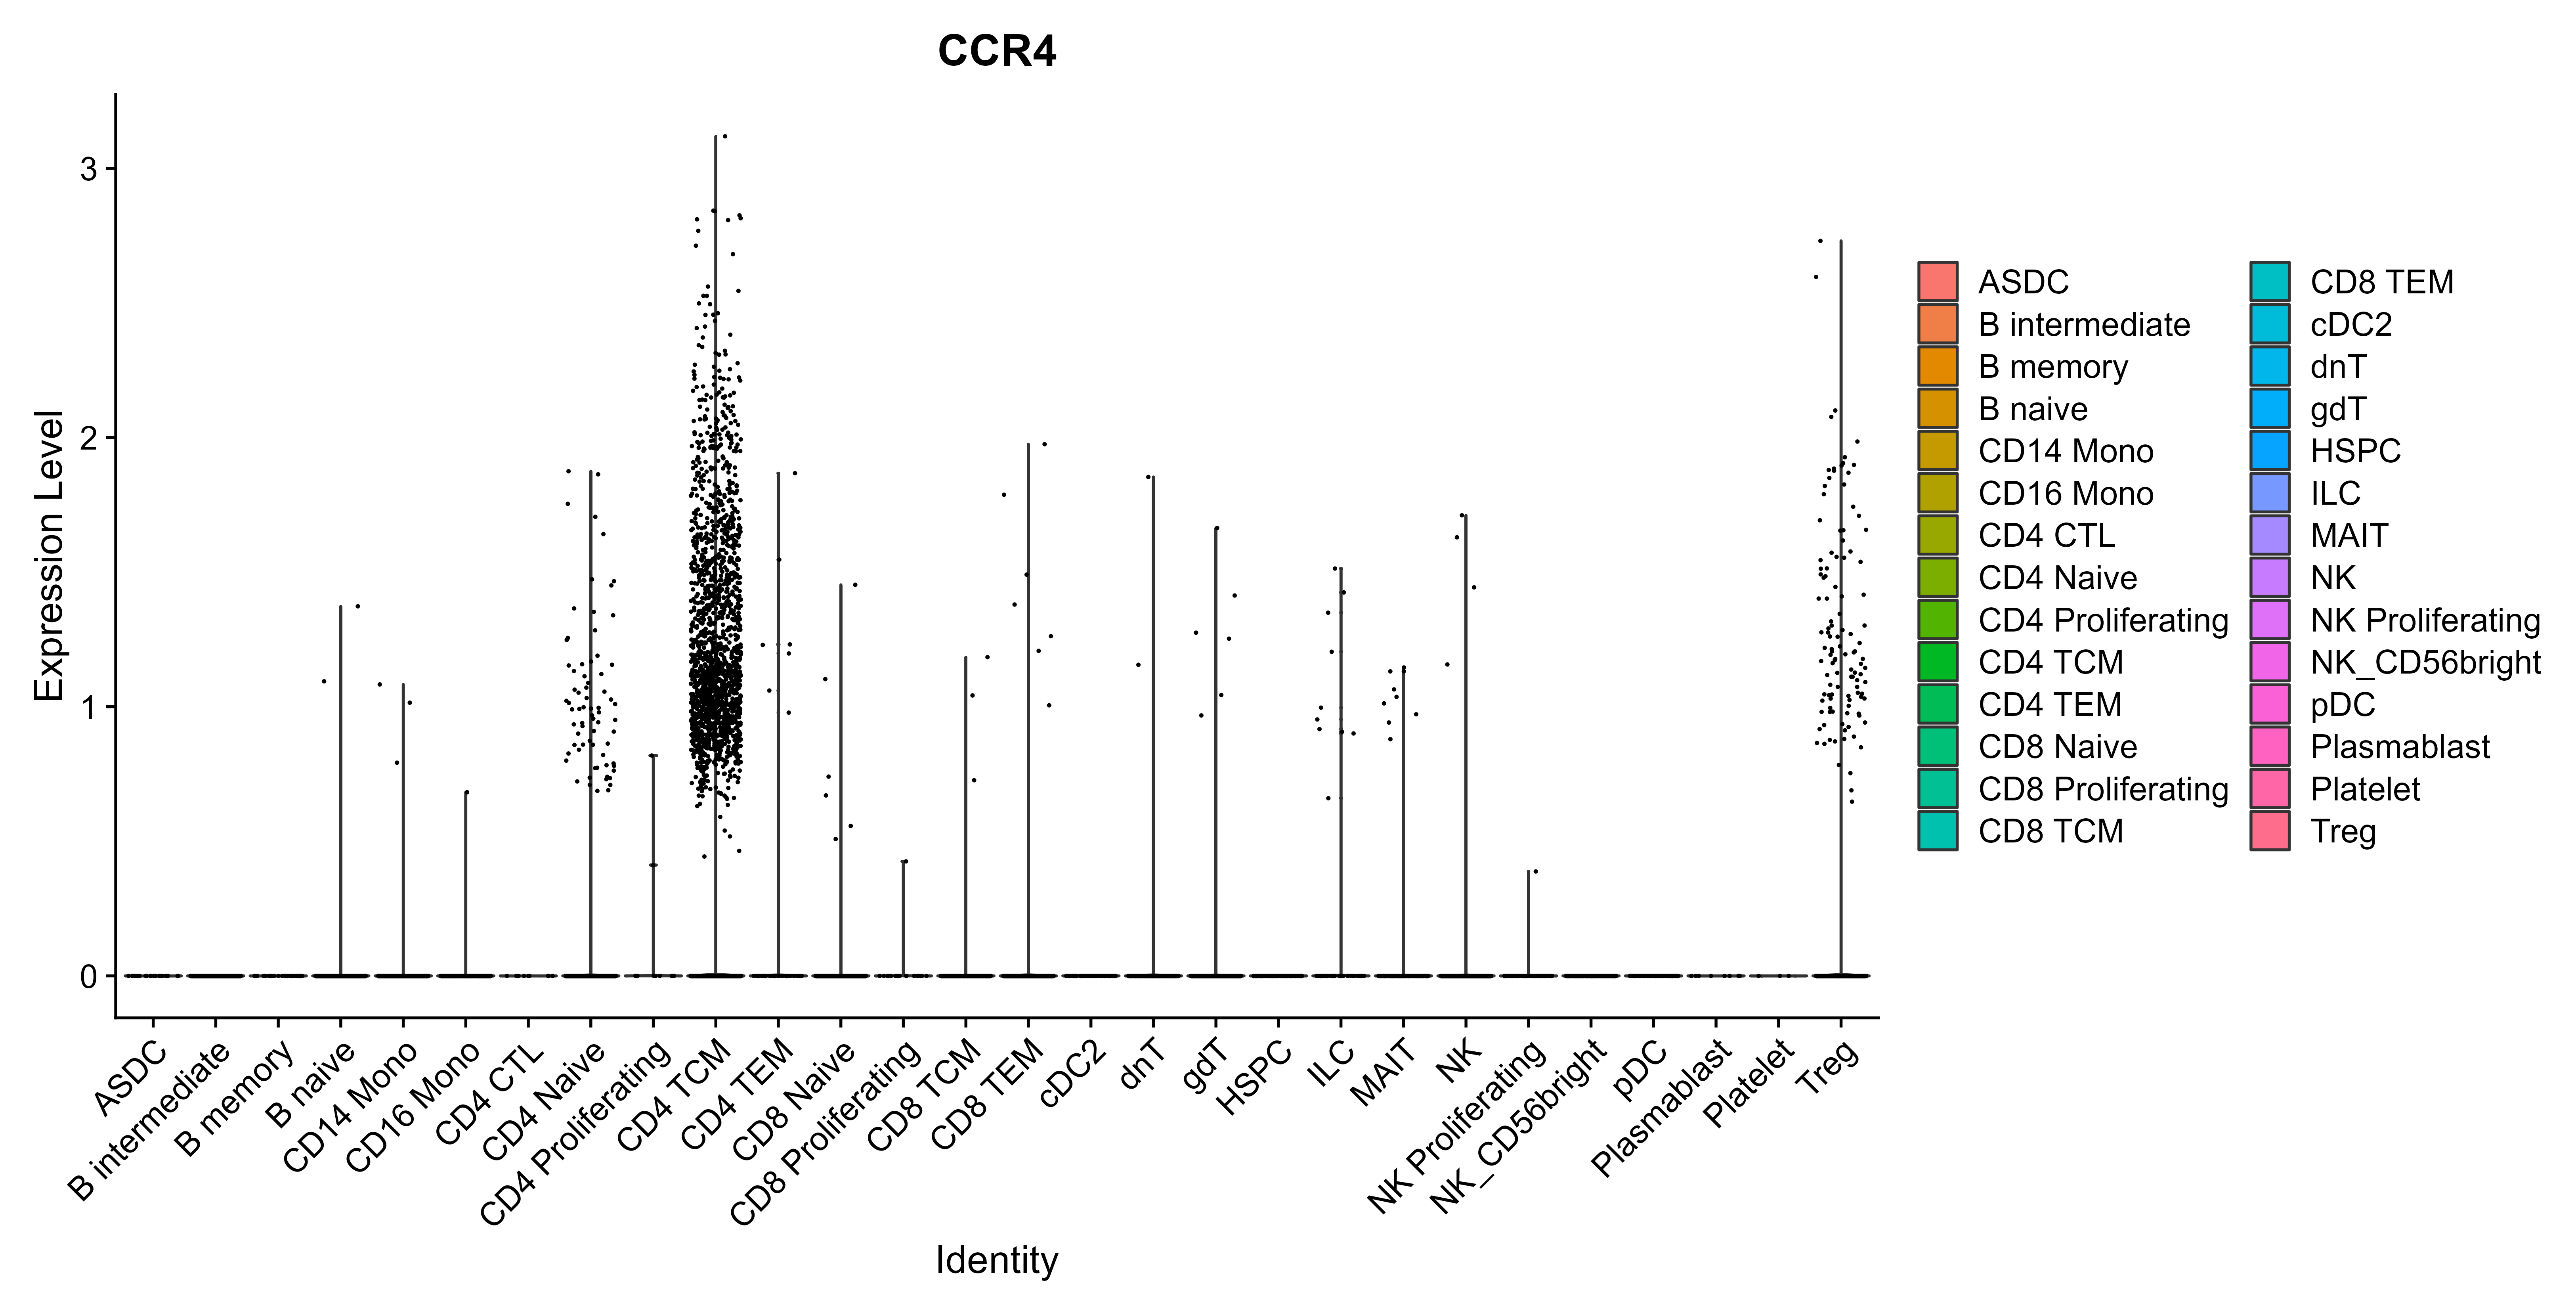 CCR4
Expression Level
3
2
1
0
ASDC
B intermediate
B memory
B naive
CD14 Mono
CD16 Mono
CD4 CTL
CD4 Naive
CD4 Proliferating
CD4 TCM
CD4 TEM
CD8 Naive
CD8 Proliferating
CD8 TCM
CD8 TEM
cDC2
dnT
gdT
HSPC
ILC
MAIT
NK
NK Proliferating
NK_CD56bright
pDC
Plasmablast
Platelet
Treg
Identity
ASDC
B intermediate
B memory
B naive
CD14 Mono
CD16 Mono
CD4 CTL
CD4 Naive
CD4 Proliferating
CD4 TCM
CD4 TEM
CD8 Naive
CD8 Proliferating
CD8 TCM
CD8 TEM
cDC2
dnT
gdT
HSPC
ILC
MAIT
NK
NK Proliferating
NK_CD56bright
pDC
Plasmablast
Platelet
Treg